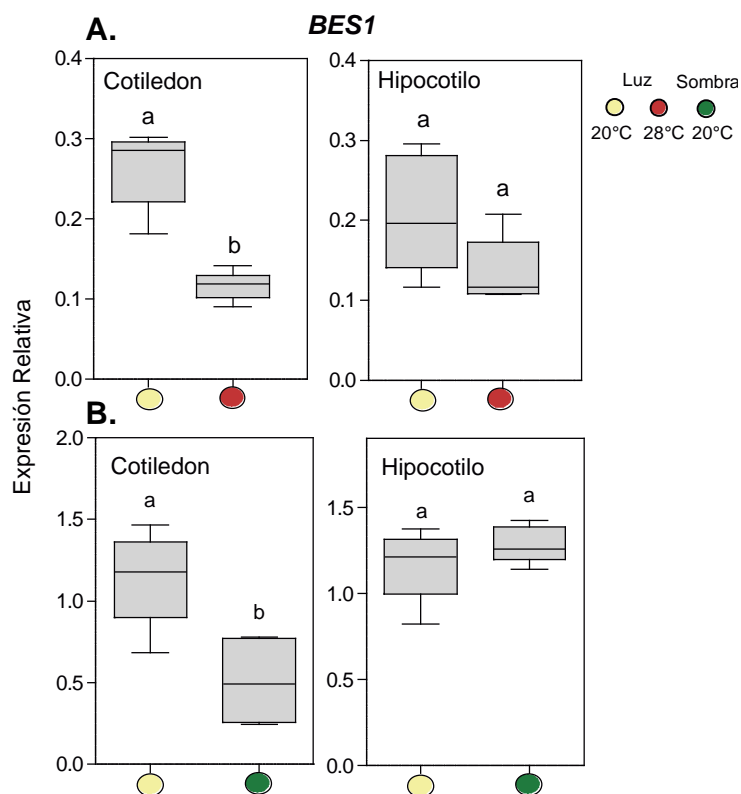 A.
BES1
Cotiledon
Hipocotilo
a
b
a
a
0.4
0.3
0.2
0.1
0.0
0.4
0.3
0.2
0.1
0.0
Luz Sombra
20°C 28°C 20°C
Expresión Relativa
B.
Cotiledon
Hipocotilo
a
b
a
a
2.0
1.5
1.0
0.5
0.0
1.5
1.0
0.5
0.0